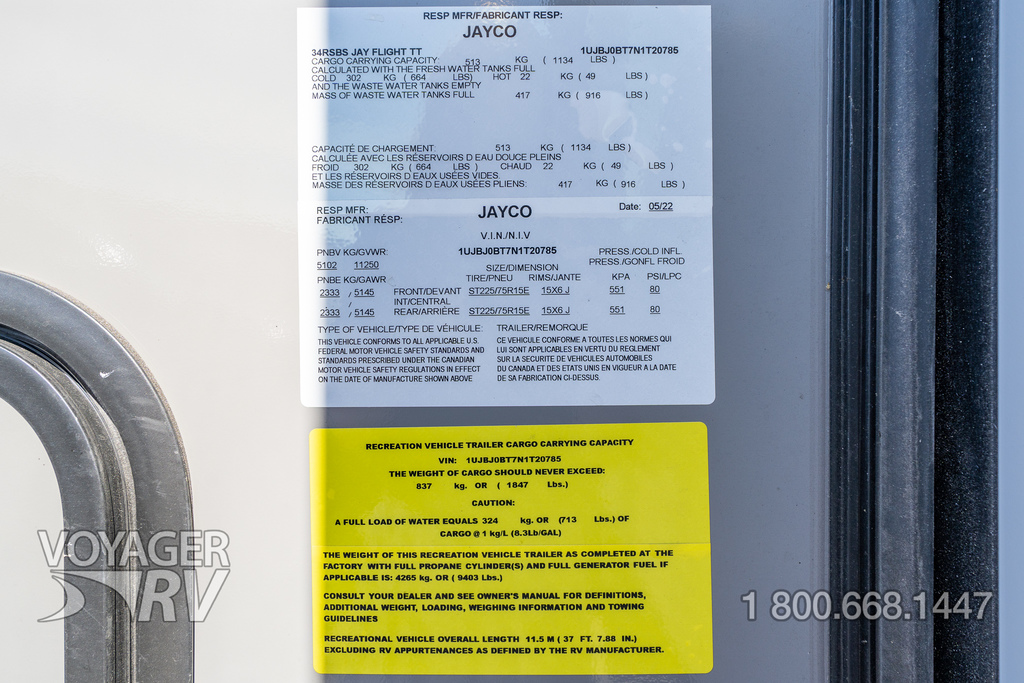 RESP MFR/FABRICANT RESP:
JAYCO
34RSBS JAY FLIGHT TT 1UJBJ0BT7N1T20785
CARGO CARRYING CAPACITY: 513 KG ( 1134 LBS )
CALCULATED WITH THE FRESH WATER TANKS FULL
COLD 302 KG ( 664 LBS) HOT 22 KG ( 49 LBS )
AND THE WASTE WATER TANKS EMPTY
MASS OF WASTE WATER TANKS FULL 417 KG ( 916 LBS )
CAPACITÉ DE CHARGEMENT: 513 KG ( 1134 LBS )
CALCULÉE AVEC LES RÉSERVOIRS D EAU DOUCE PLEINS
FROID 302 KG ( 664 LBS ) CHAUD 22 KG ( 49 LBS )
ET LES RÉSERVOIRS D EAUX USÉES VIDES.
MASSE DES RÉSERVOIRS D EAUX USÉES PLIENS: 417 KG ( 916 LBS )
RESP MFR: JAYCO Date: 05/22
FABRICANT RÉSP:
V.I.N./N.I.V
PNBV KG/GVWR: 1UJBJ0BT7N1T20785 PRESS./COLD INFL.
5102 11250 SIZE/DIMENSION PRESS./GONFL FROID
PNBE KG/GAWR: TIRE/PNEU RIMS/JANTE KPA PSI/LPC
2333 / 5145 FRONT/DEVANT ST225/75R15E 15X6 J 551 80
/ INT/CENTRAL
2333 / 5145 REAR/ARRIÈRE ST225/75R15E 15X6 J 551 80
TYPE OF VEHICLE/TYPE DE VÉHICULE: TRAILER/REMORQUE
THIS VEHICLE CONFORMS TO ALL APPLICABLE U.S.
FEDERAL MOTOR VEHICLE SAFETY STANDARDS AND
STANDARDS PRESCRIBED UNDER THE CANADIAN
MOTOR VEHICLE SAFETY REGULATIONS IN EFFECT
ON THE DATE OF MANUFACTURE SHOWN ABOVE
CE VEHICULE CONFORME A TOUTES LES NORMES QUI
LUI SONT APPLICABLES EN VERTU DU REGLEMENT
SUR LA SECURITE DE VEHICULES AUTOMOBILES
DU CANADA ET DES ETATS UNIS EN VIGUEUR A LA DATE
DE SA FABRICATION CI-DESSUS.
RECREATION VEHICLE TRAILER CARGO CARRYING CAPACITY
VIN: 1UJBJ0BT7N1T20785
THE WEIGHT OF CARGO SHOULD NEVER EXCEED:
837 kg. OR ( 1847 Lbs.)
CAUTION:
A FULL LOAD OF WATER EQUALS 324 kg. OR (713 Lbs.) OF
CARGO @ 1 kg/L (8.3Lb/GAL)
THE WEIGHT OF THIS RECREATION VEHICLE TRAILER AS COMPLETED AT THE
FACTORY WITH FULL PROPANE CYLINDER(S) AND FULL GENERATOR FUEL IF
APPLICABLE IS: 4265 kg. OR ( 9403 Lbs.)
CONSULT YOUR DEALER AND SEE OWNER'S MANUAL FOR DEFINITIONS,
ADDITIONAL WEIGHT, LOADING, WEIGHING INFORMATION AND TOWING
GUIDELINES
RECREATIONAL VEHICLE OVERALL LENGTH 11.5 M ( 37 FT. 7.88 IN.)
EXCLUDING RV APPURTENANCES AS DEFINED BY THE RV MANUFACTURER.
VOYAGER
RV
1 800.668.1447